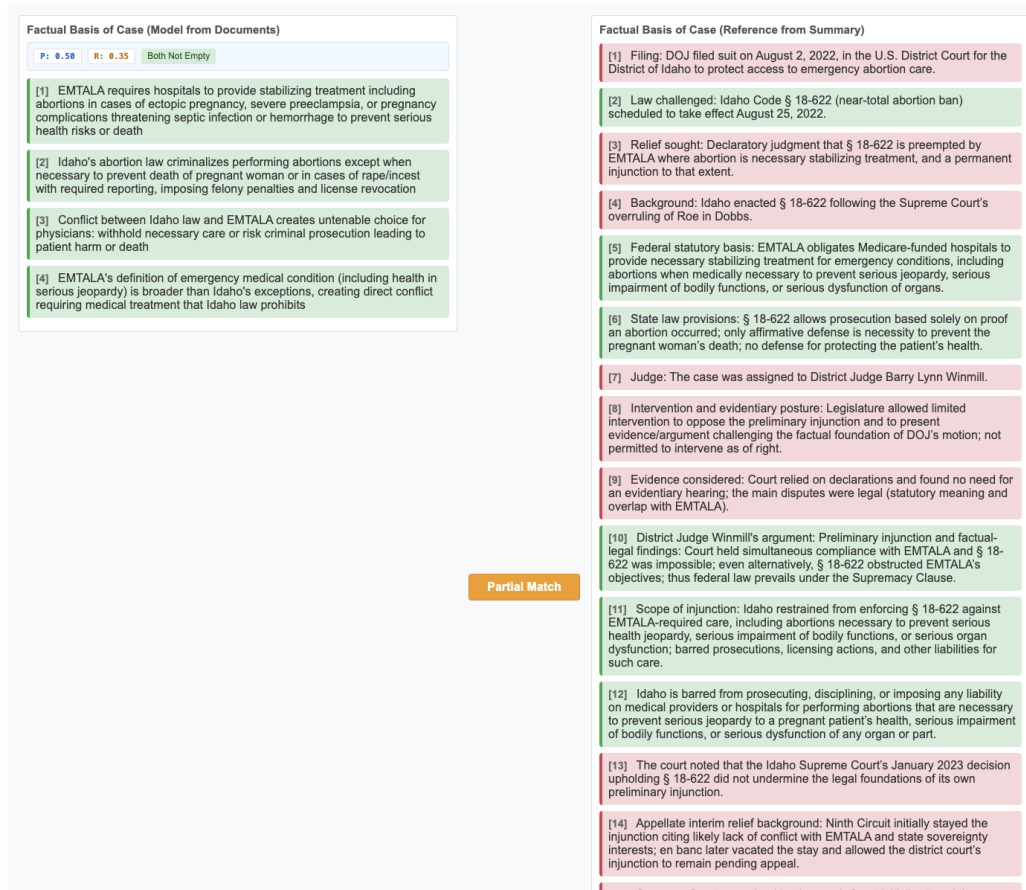 Factual Basis of Case (Model from Documents)
P: 0.50 R: 0.35 Both Not Empty
[1] EMTALA requires hospitals to provide stabilizing treatment including
abortions in cases of ectopic pregnancy, severe preeclampsia, or pregnancy
complications threatening septic infection or hemorrhage to prevent serious
health risks or death
[2] Idaho's abortion law criminalizes performing abortions except when
necessary to prevent death of pregnant woman or in cases of rape/incest
with required reporting, imposing felony penalties and license revocation
[3] Conflict between Idaho law and EMTALA creates untenable choice for
physicians: withhold necessary care or risk criminal prosecution leading to
patient harm or death
[4] EMTALA's definition of emergency medical condition (including health in
serious jeopardy) is broader than Idaho's exceptions, creating direct conflict
requiring medical treatment that Idaho law prohibits
Partial Match
Factual Basis of Case (Reference from Summary)
[1] Filing: DOJ filed suit on August 2, 2022, in the U.S. District Court for the
District of Idaho to protect access to emergency abortion care.
[2] Law challenged: Idaho Code § 18-622 (near-total abortion ban)
scheduled to take effect August 25, 2022.
[3] Relief sought: Declaratory judgment that § 18-622 is preempted by
EMTALA where abortion is necessary stabilizing treatment, and a permanent
injunction to that extent.
[4] Background: Idaho enacted § 18-622 following the Supreme Court's
overruling of Roe in Dobbs.
[5] Federal statutory basis: EMTALA obligates Medicare-funded hospitals to
provide necessary stabilizing treatment for emergency conditions, including
abortions when medically necessary to prevent serious jeopardy, serious
impairment of bodily functions, or serious dysfunction of organs.
[6] State law provisions: § 18-622 allows prosecution based solely on proof
an abortion occurred; only affirmative defense is necessity to prevent the
pregnant woman's death; no defense for protecting the patient's health.
[7] Judge: The case was assigned to District Judge Barry Lynn Winmill.
[8] Intervention and evidentiary posture: Legislature allowed limited
intervention to oppose the preliminary injunction and to present
evidence/argument challenging the factual foundation of DOJ's motion; not
permitted to intervene as of right.
[9] Evidence considered: Court relied on declarations and found no need for
an evidentiary hearing; the main disputes were legal (statutory meaning and
overlap with EMTALA).
[10] District Judge Winmill's argument: Preliminary injunction and factual-
legal findings: Court held simultaneous compliance with EMTALA and § 18-
622 was impossible; even alternatively, § 18-622 obstructed EMTALA's
objectives; thus federal law prevails under the Supremacy Clause.
[11] Scope of injunction: Idaho restrained from enforcing § 18-622 against
EMTALA-required care, including abortions necessary to prevent serious
health jeopardy, serious impairment of bodily functions, or serious organ
dysfunction; barred prosecutions, licensing actions, and other liabilities for
such care.
[12] Idaho is barred from prosecuting, disciplining, or imposing any liability
on medical providers or hospitals for performing abortions that are necessary
to prevent serious jeopardy to a pregnant patient's health, serious impairment
of bodily functions, or serious dysfunction of any organ or part.
[13] The court noted that the Idaho Supreme Court's January 2023 decision
upholding § 18-622 did not undermine the legal foundations of its own
preliminary injunction.
[14] Appellate interim relief background: Ninth Circuit initially stayed the
injunction citing likely lack of conflict with EMTALA and state sovereignty
interests; en banc later vacated the stay and allowed the district court's
injunction to remain pending appeal.